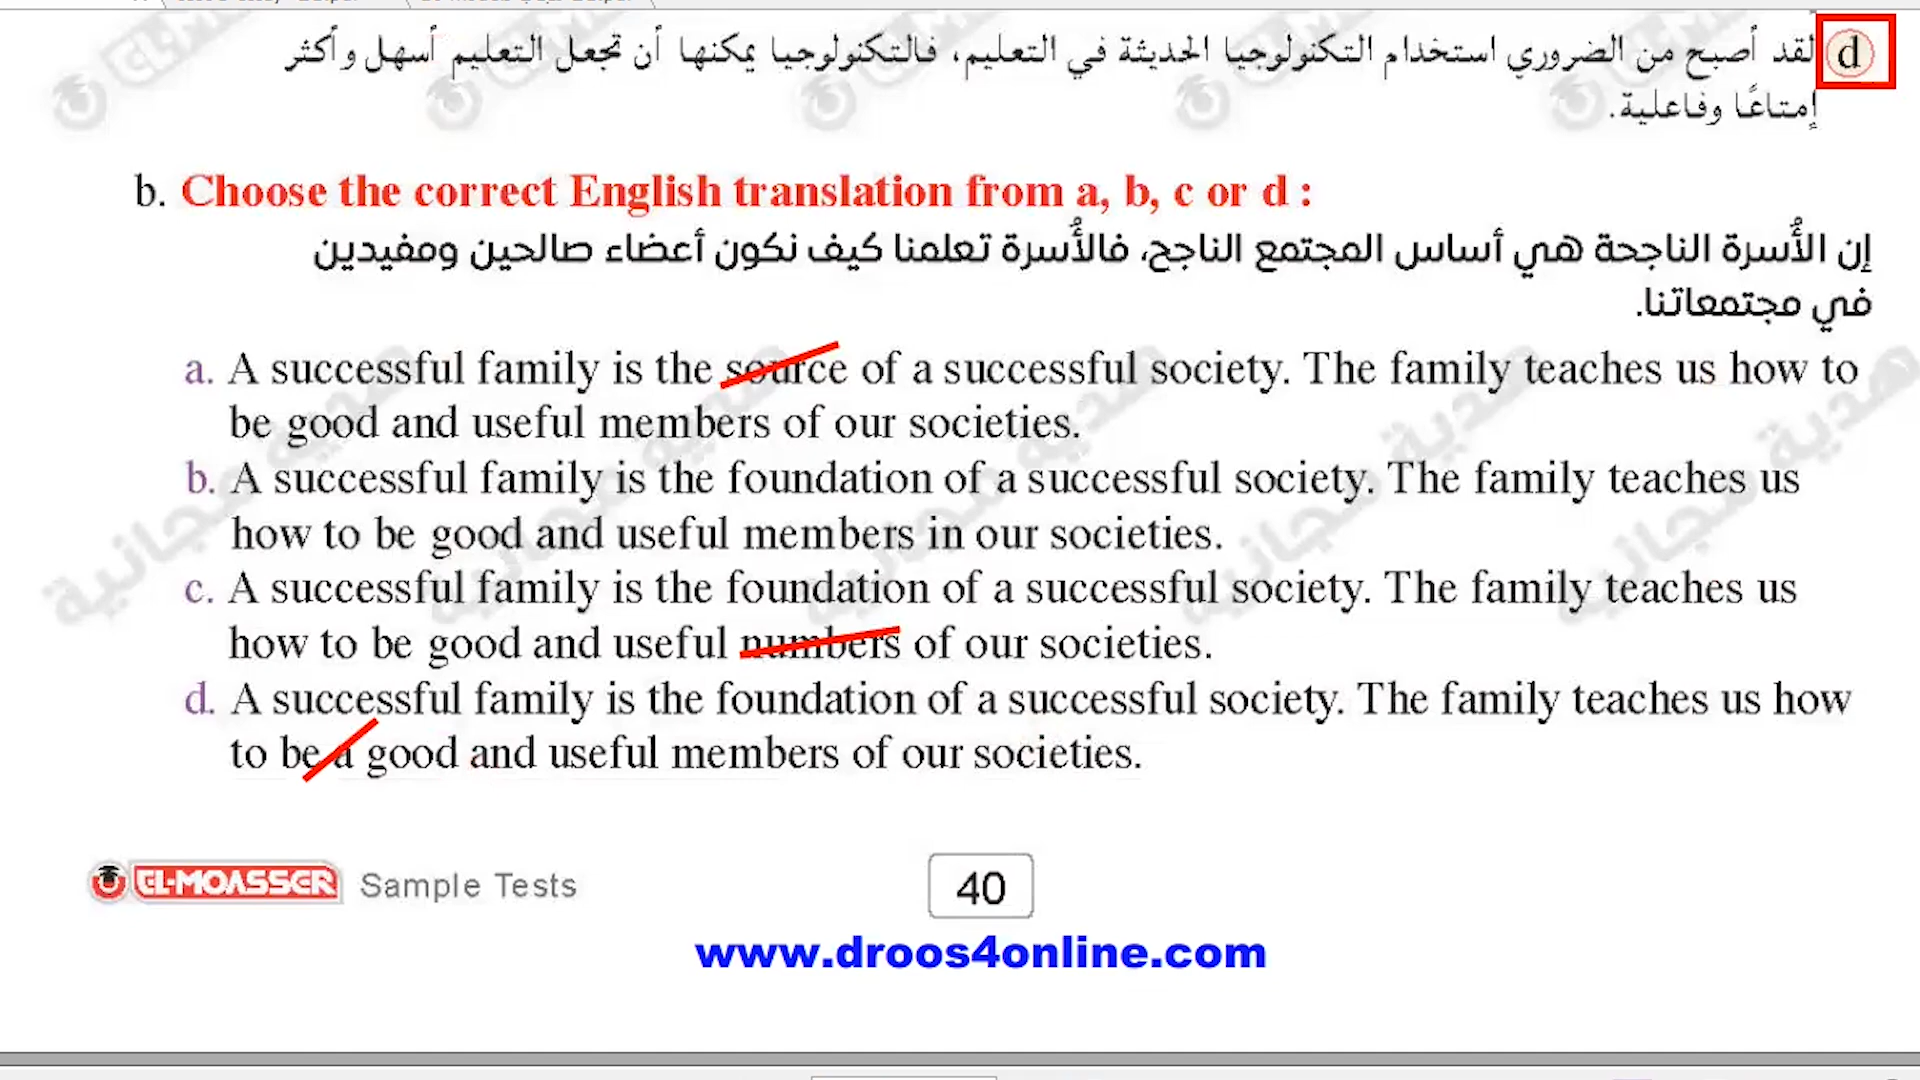 لقد أصبح من الضروري استخدام التكنولوجيا الحديثة في التعليم، فالتكنولوجيا يمكنها أن تجعل التعليم أسهل وأكثر
d
إمتاعًا وفاعلية.
b. Choose the correct English translation from a, b, c or d :
إن الأُسرة الناجحة هي أساس المجتمع الناجح، فالأُسرة تعلمنا كيف نكون أعضاء صالحين ومفيدين
في مجتمعاتنا.
a. A successful family is the source of a successful society. The family teaches us how to
be good and useful members of our societies.
b. A successful family is the foundation of a successful society. The family teaches us
how to be good and useful members in our societies.
c. A successful family is the foundation of a successful society. The family teaches us
how to be good and useful numbers of our societies.
d. A successful family is the foundation of a successful society. The family teaches us how
to be a good and useful members of our societies.
EL-MOASSER Sample Tests
40
www.droos4online.com
هدية مجانية